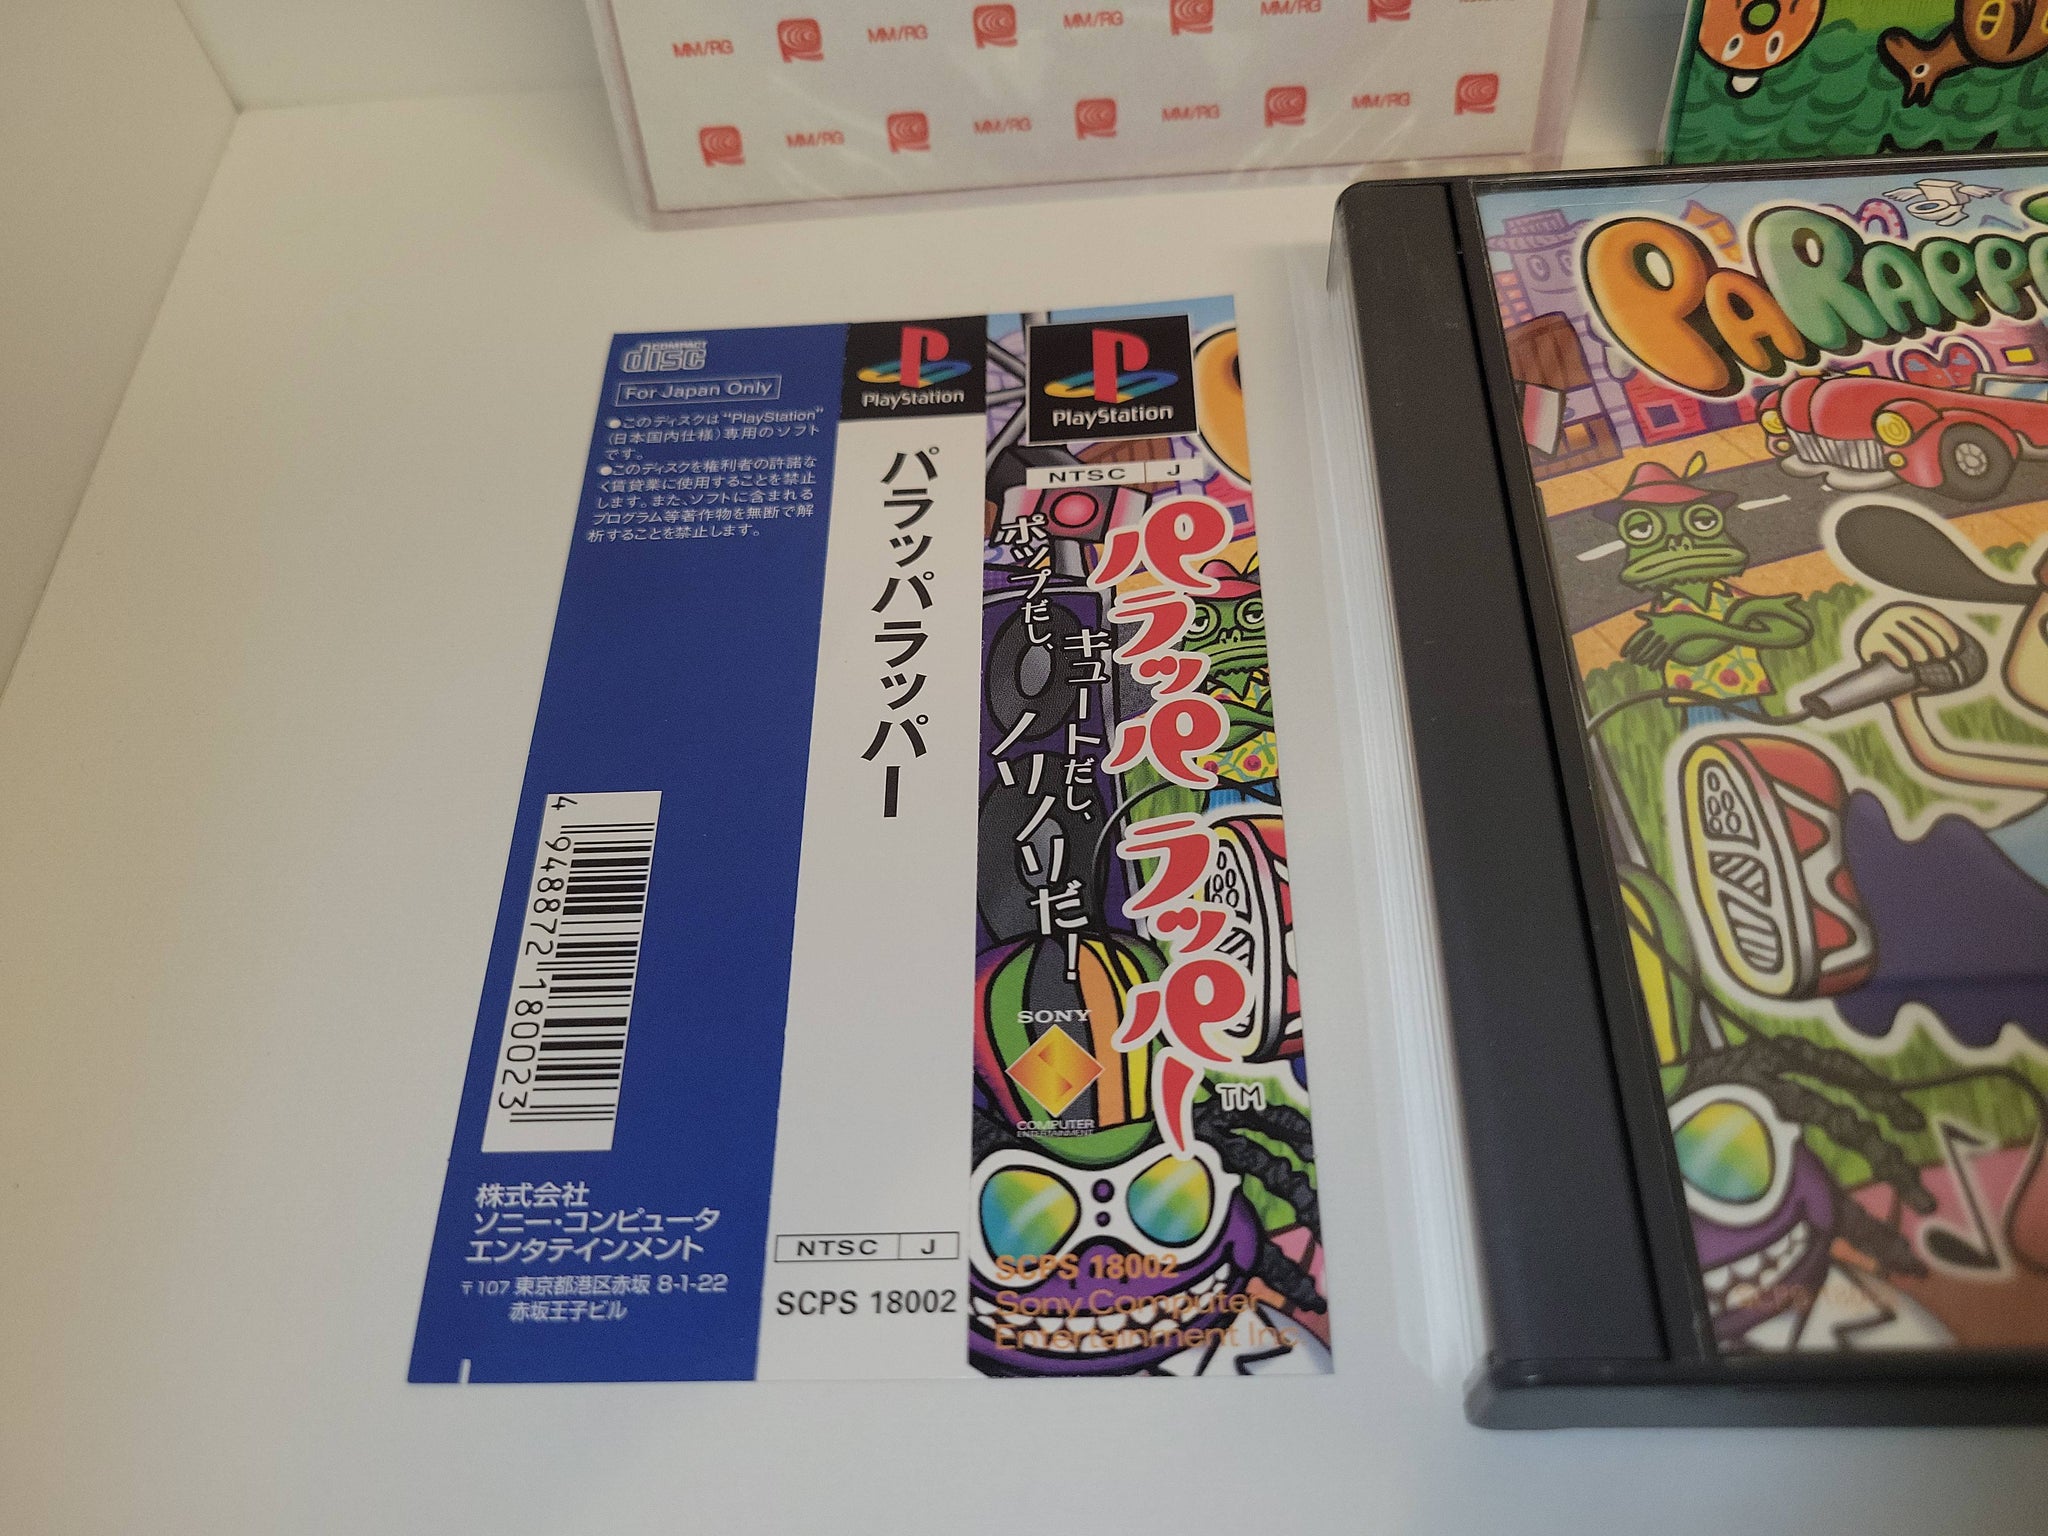 MM/RG
MM/RG
MM/RG
MM/RG
MM/RG
MM/RG
MM/RG
MM/RG
COMPACT
disc
For Japan Only
●このディスクは“PlayStation”
(日本国内仕様)専用のソフト
です。
●このディスクを権利者の許諾な
く賃貸業に使用することを禁止
します。また、ソフトに含まれる
プログラム等著作物を無断で解
析することを禁止します。
4 948872 180023
株式会社
ソニー・コンピュータ
エンタテインメント
〒107 東京都港区赤坂 8-1-22
赤坂王子ビル
PlayStation
パラッパラッパー
NTSC J
SCPS 18002
PlayStation
NTSC J
パラッパラッパー
TM
キュートだし、
ポップだし、
ノリノリだ!
SONY
COMPUTER
ENTERTAINMENT
SCPS 18002
Sony Computer
Entertainment Inc.
PARAPPA